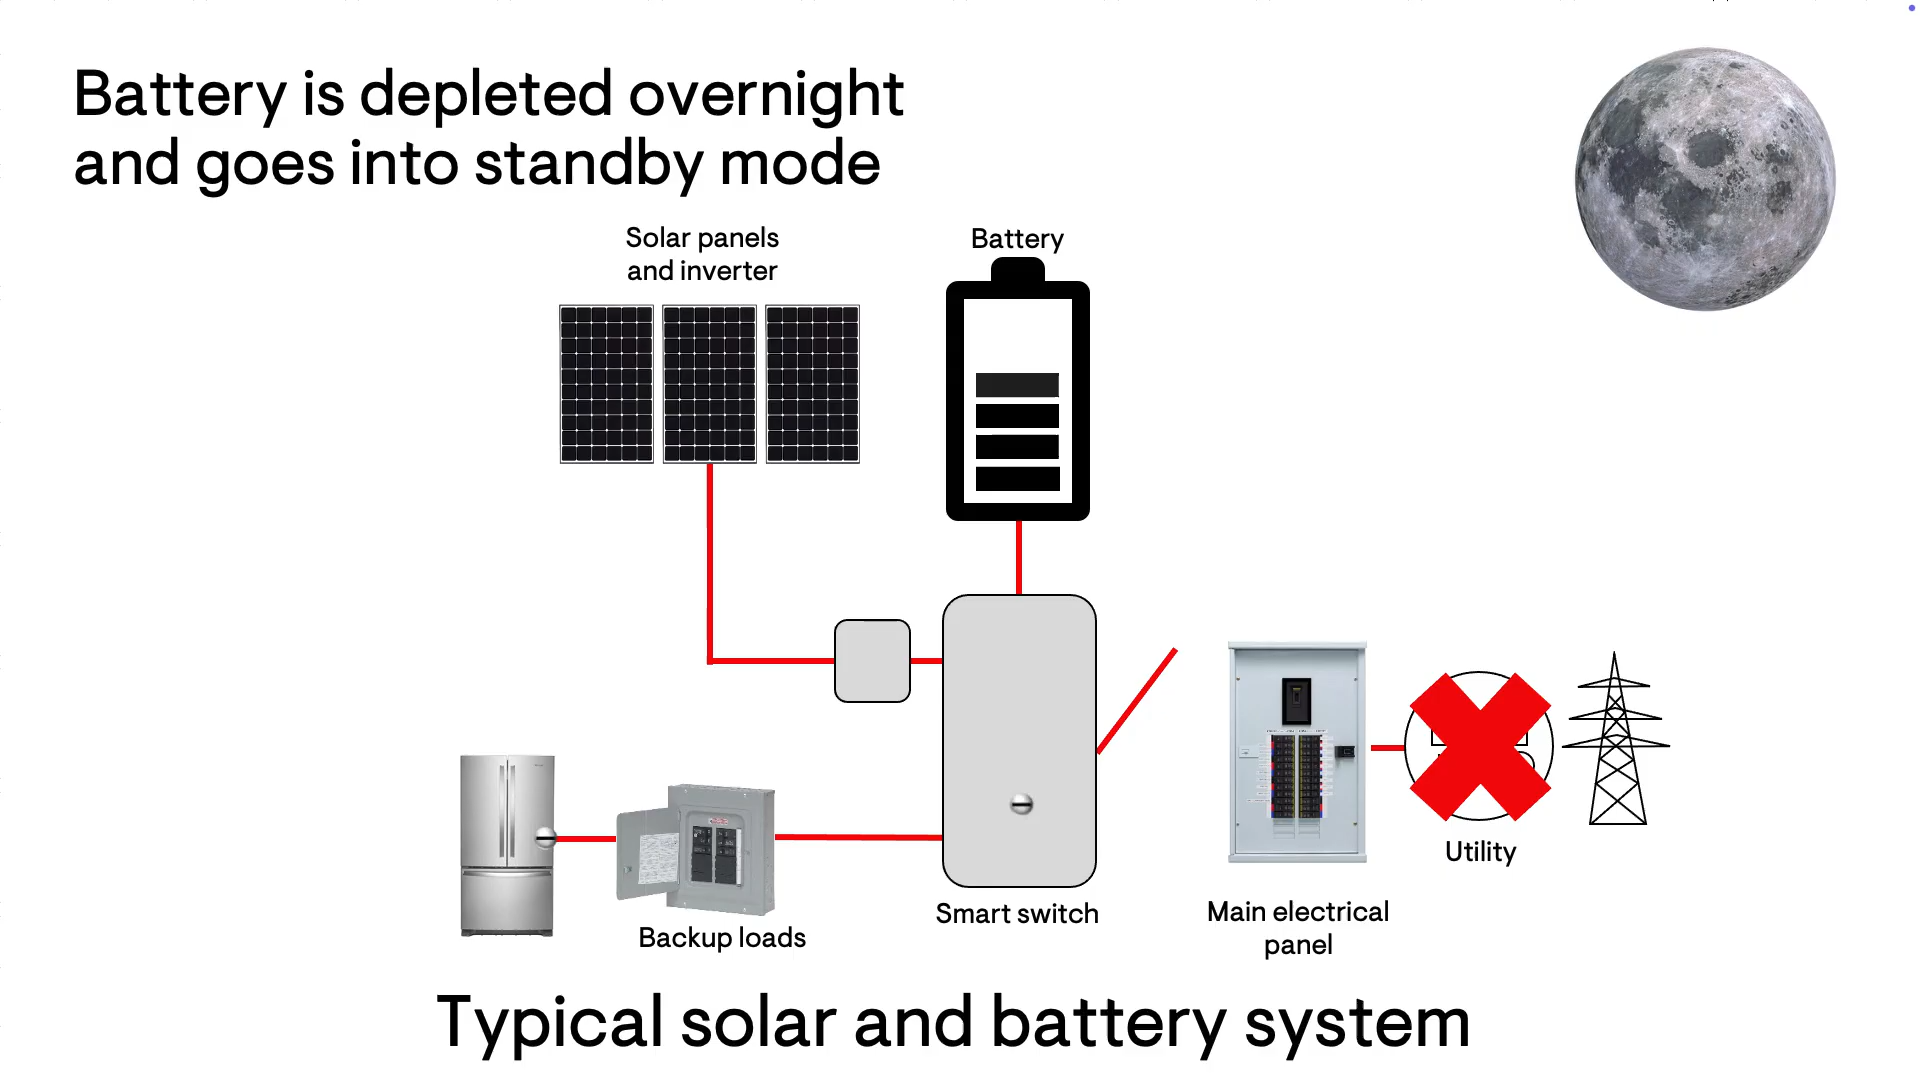 Battery is depleted overnight
and goes into standby mode
Solar panels
and inverter
Battery
Utility
Smart switch
Main electrical
panel
Backup loads
Typical solar and battery system